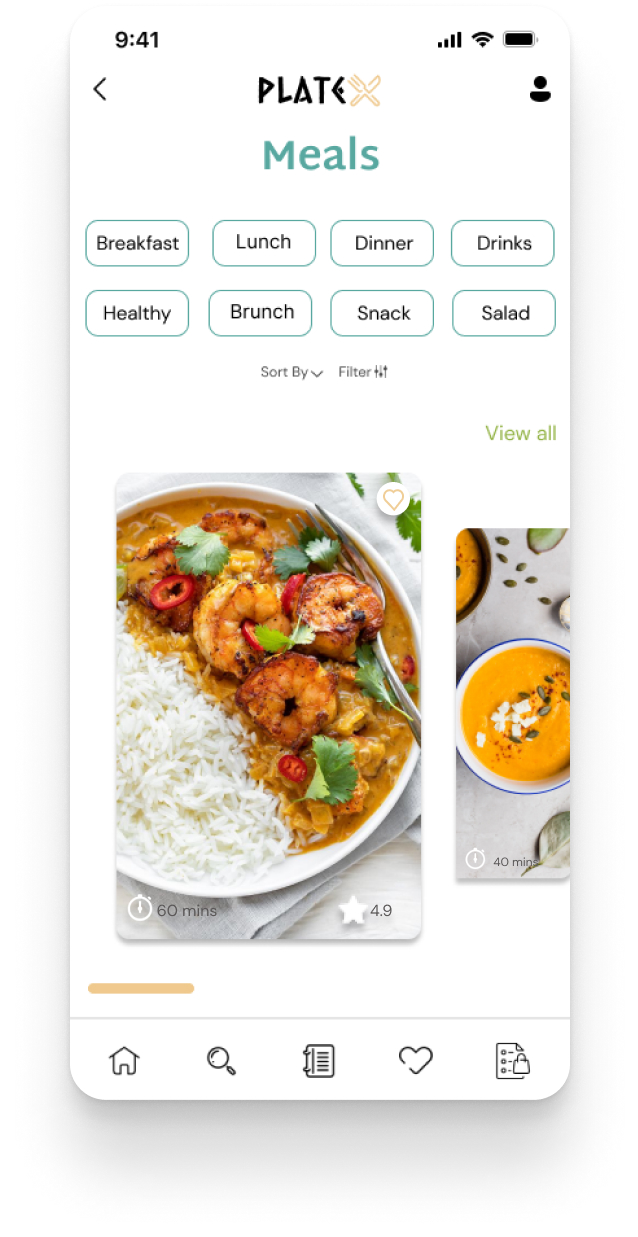 9:41
PLATE
Meals
Breakfast Lunch Dinner Drinks
Healthy Brunch Snack Salad
Sort By Filter
View all
40 mins
60 mins 4.9